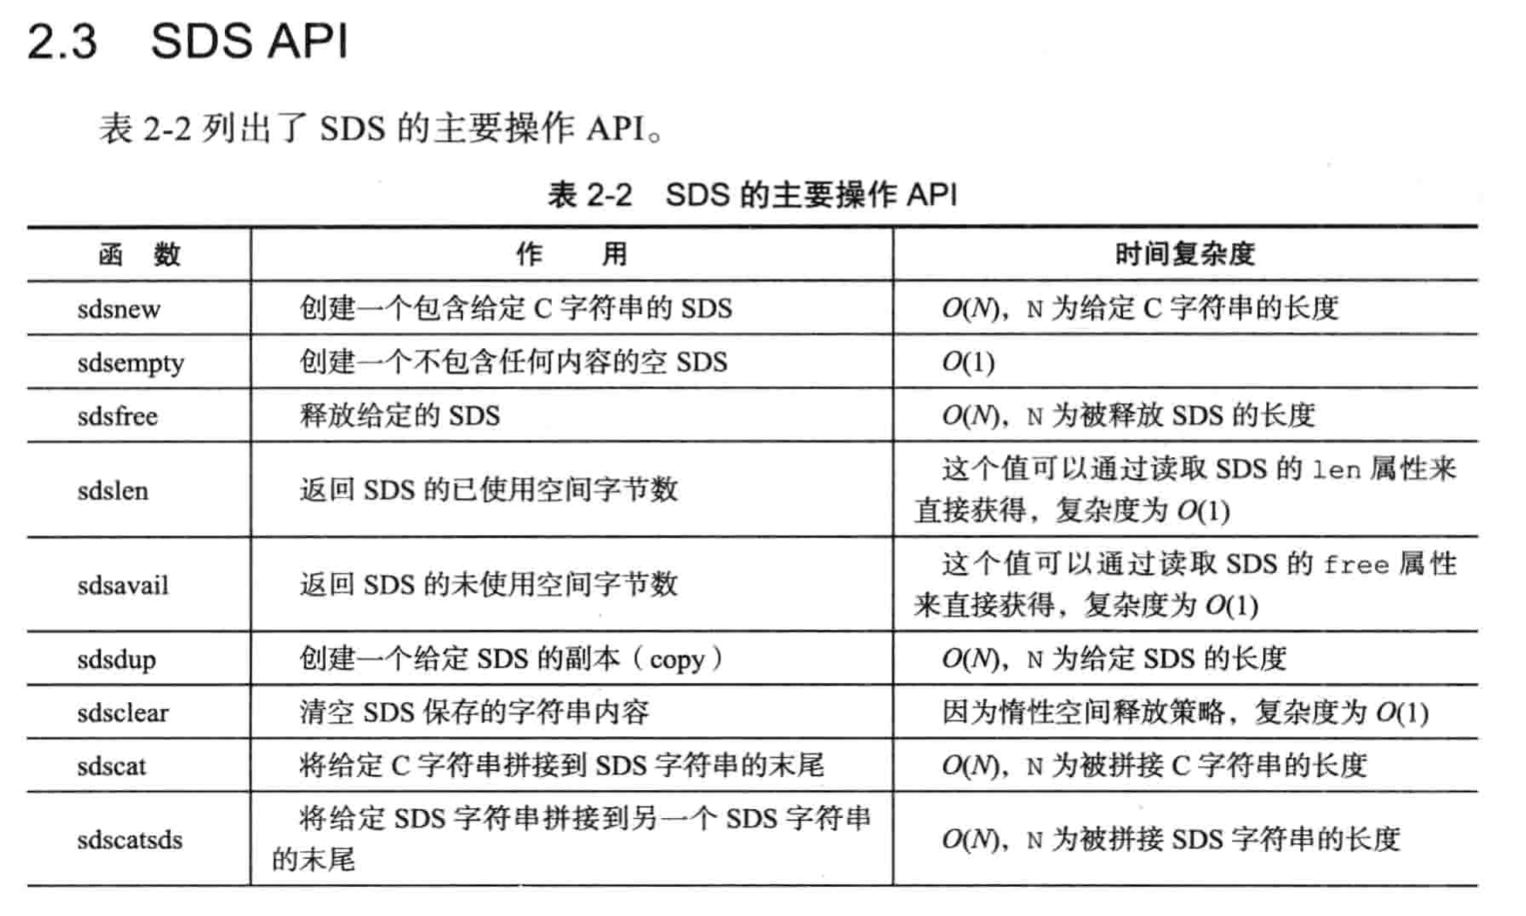 2.3 SDS API
表 2-2 列出了 SDS 的主要操作 API。
表 2-2 SDS 的主要操作 API
函 数 作 用 时间复杂度
sdsnew 创建一个包含给定 C 字符串的 SDS O(N)，N 为给定 C 字符串的长度
sdsempty 创建一个不包含任何内容的空 SDS O(1)
sdsfree 释放给定的 SDS O(N)，N 为被释放 SDS 的长度
sdslen 返回 SDS 的已使用空间字节数 这个值可以通过读取 SDS 的 len 属性来
直接获得，复杂度为 O(1)
sdsavail 返回 SDS 的未使用空间字节数 这个值可以通过读取 SDS 的 free 属性
来直接获得，复杂度为 O(1)
sdsdup 创建一个给定 SDS 的副本（copy） O(N)，N 为给定 SDS 的长度
sdsclear 清空 SDS 保存的字符串内容 因为惰性空间释放策略，复杂度为 O(1)
sdscat 将给定 C 字符串拼接到 SDS 字符串的末尾 O(N)，N 为被拼接 C 字符串的长度
sdscatsds 将给定 SDS 字符串拼接到另一个 SDS 字符串
的末尾 O(N)，N 为被拼接 SDS 字符串的长度